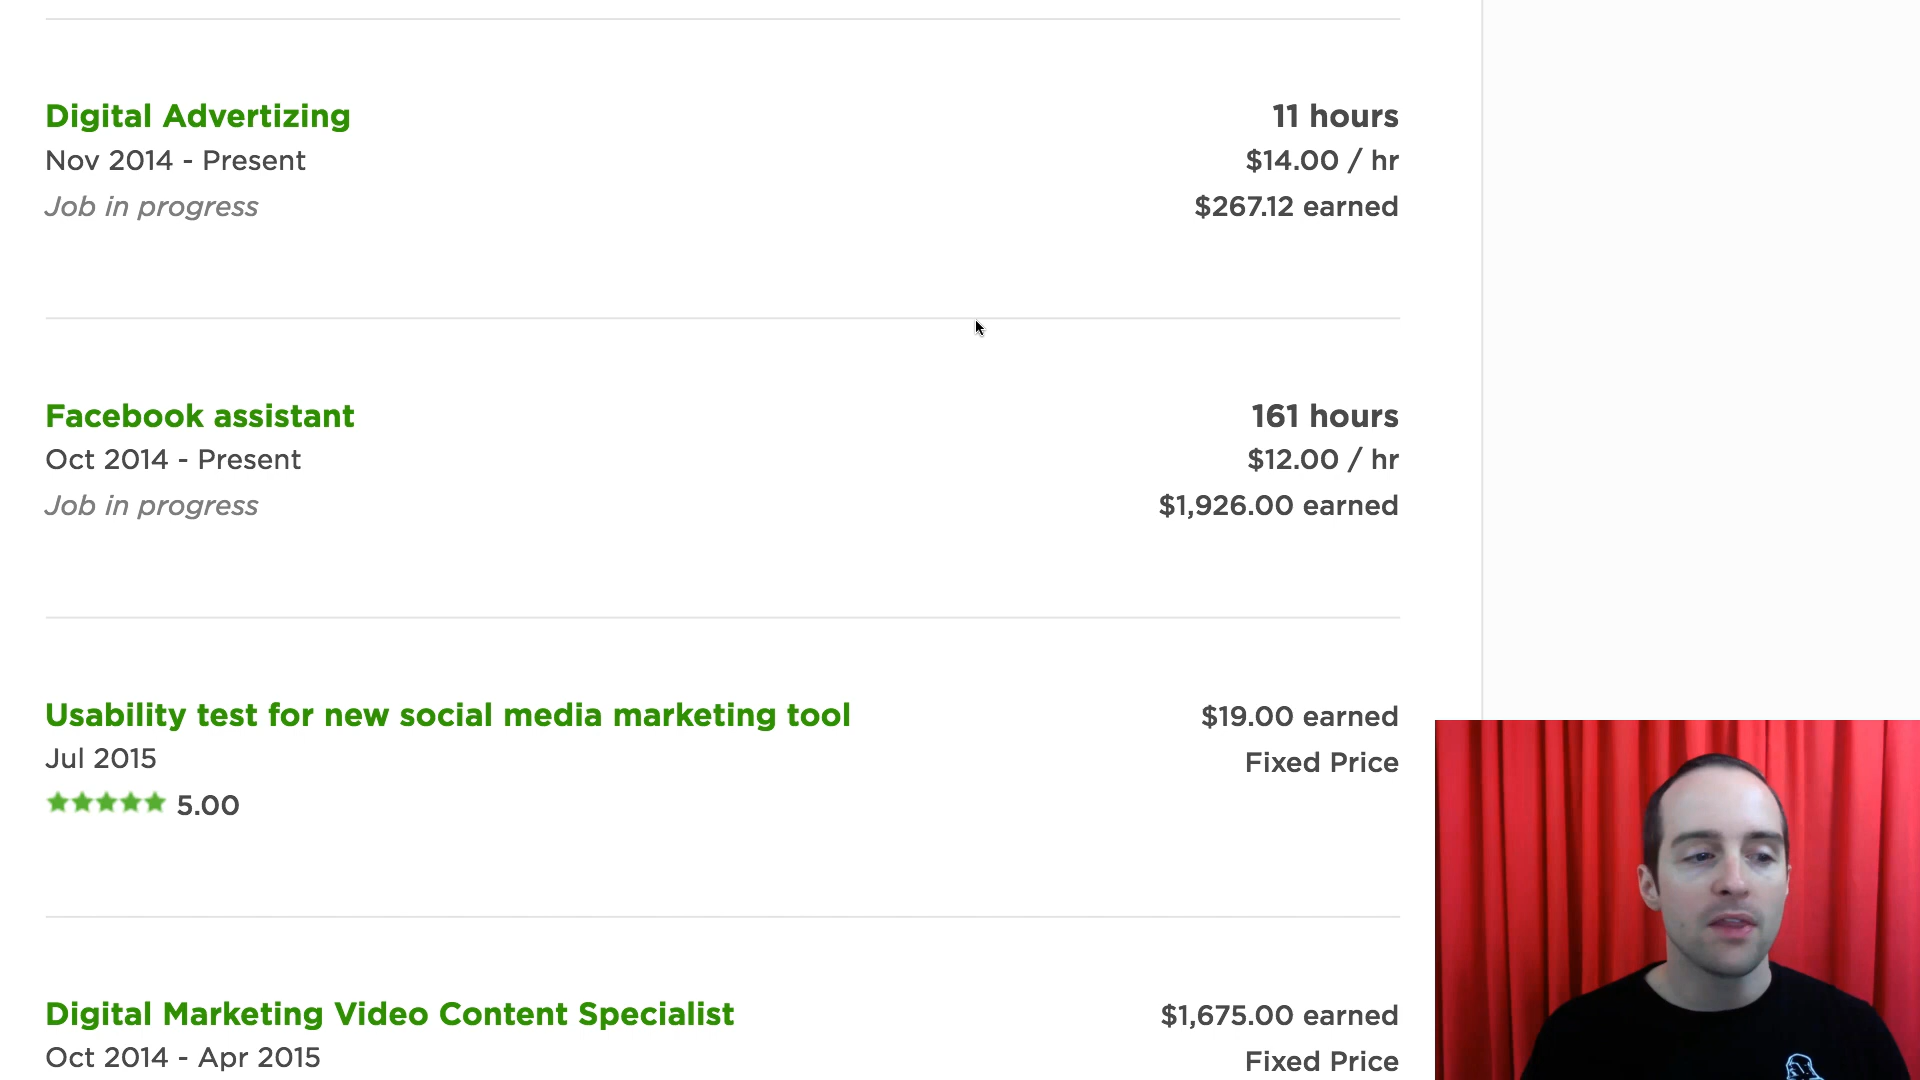 Digital Advertizing
11 hours
Nov 2014 - Present
$14.00 / hr
Job in progress
$267.12 earned
Facebook assistant
161 hours
Oct 2014 - Present
$12.00 / hr
Job in progress
$1,926.00 earned
Usability test for new social media marketing tool
$19.00 earned
Jul 2015
Fixed Price
5.00
Digital Marketing Video Content Specialist
$1,675.00 earned
Oct 2014 - Apr 2015
Fixed Price